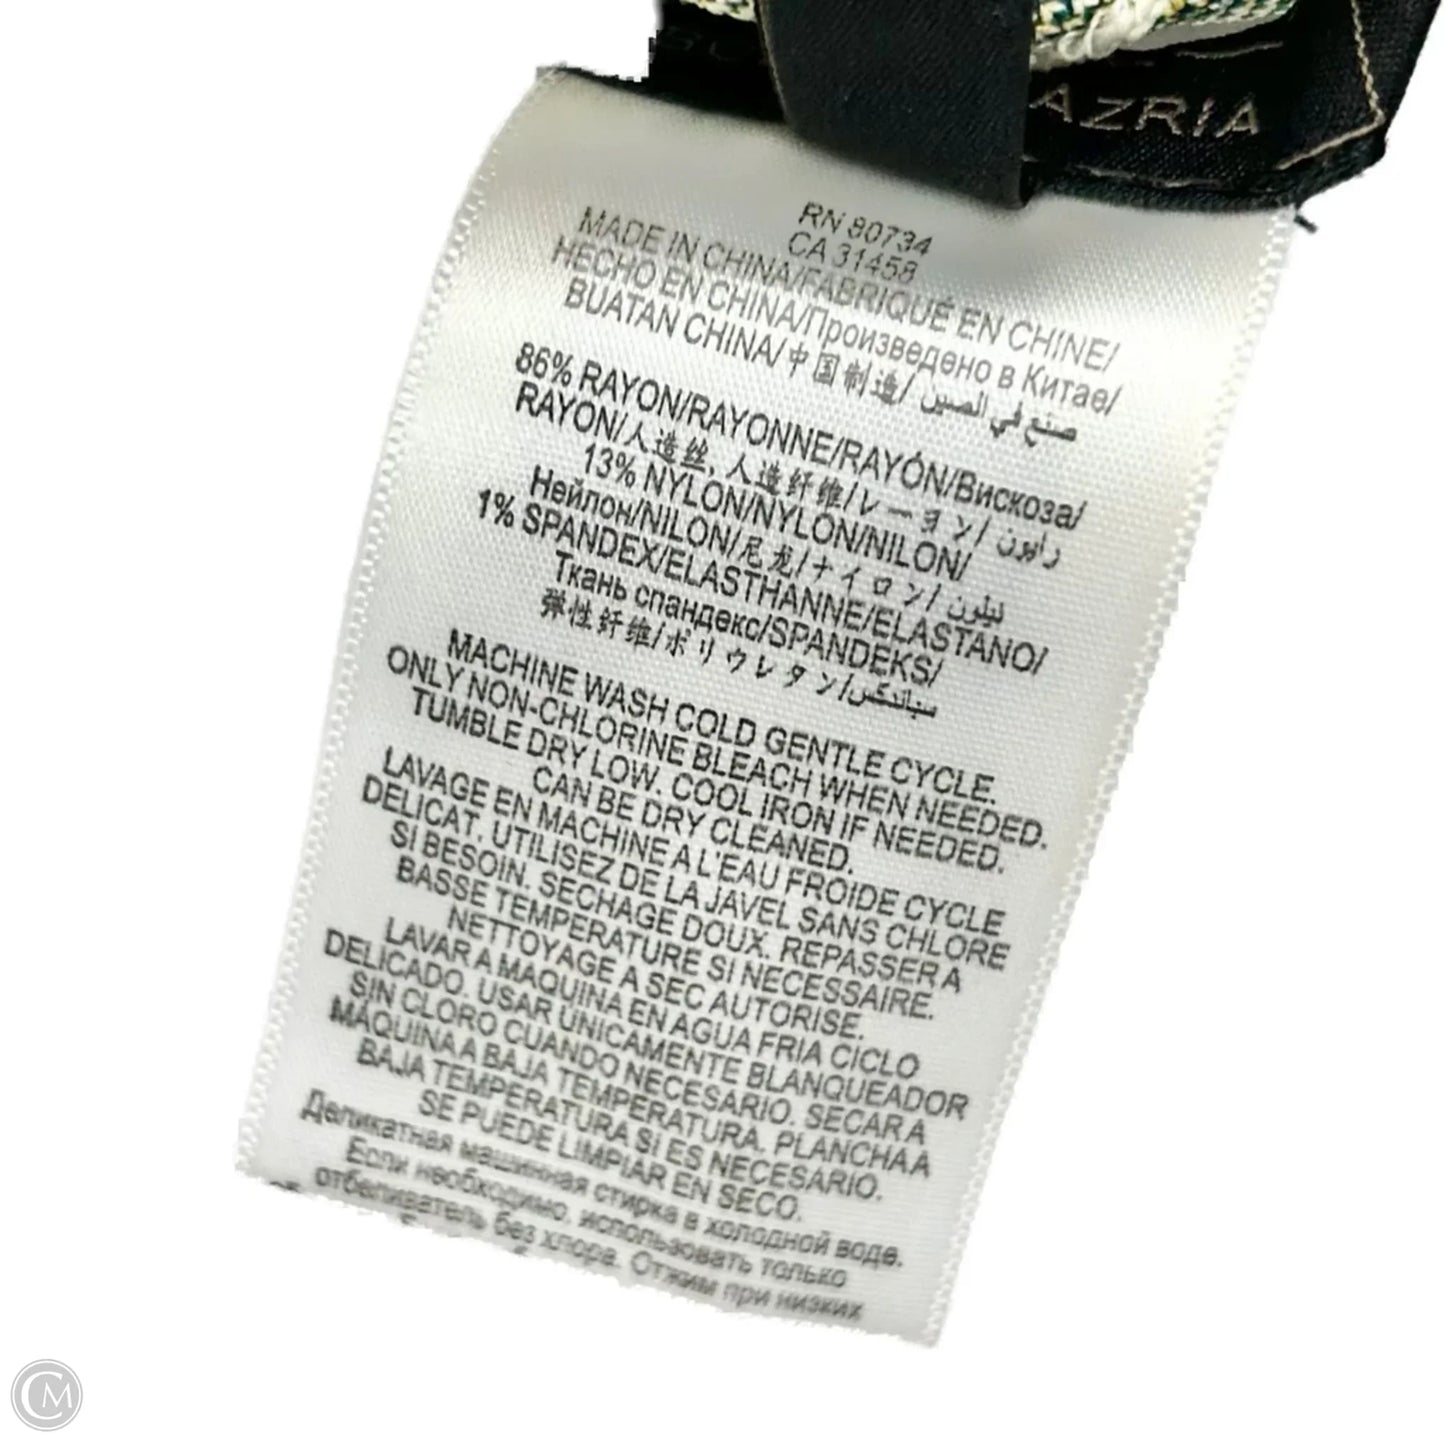 AZRIA
RN 80734
CA 31458
MADE IN CHINA/FABRIQUÉ EN CHINE/
HECHO EN CHINA/Произведено в Китае/
BUATAN CHINA/中国制造/ صنع في الصين
86% RAYON/RAYONNE/RAYÓN/Вискоза/
RAYON/人造丝, 人造纤维/レーヨン/ رايون
13% NYLON/NYLON/NILON/
Нейлон/NILON/尼龙/ナイロン/ نيلون
1% SPANDEX/ELASTHANNE/ELASTANO/
Ткань спандекс/SPANDEKS/
弹性纤维/ポリウレタン/سباندكس
MACHINE WASH COLD GENTLE CYCLE.
ONLY NON-CHLORINE BLEACH WHEN NEEDED.
TUMBLE DRY LOW. COOL IRON IF NEEDED.
CAN BE DRY CLEANED.
LAVAGE EN MACHINE A L'EAU FROIDE CYCLE
DELICAT. UTILISEZ DE LA JAVEL SANS CHLORE
SI BESOIN. SECHAGE DOUX. REPASSER A
BASSE TEMPERATURE SI NECESSAIRE.
NETTOYAGE A SEC AUTORISE.
LAVAR A MAQUINA EN AGUA FRIA CICLO
DELICADO. USAR ÚNICAMENTE BLANQUEADOR
SIN CLORO CUANDO NECESARIO. SECAR A
MÁQUINA A BAJA TEMPERATURA. PLANCHA A
BAJA TEMPERATURA SI ES NECESARIO.
SE PUEDE LIMPIAR EN SECO.
Деликатная машинная стирка в холодной воде.
Если необходимо, использовать только
отбеливатель без хлора. Отжим при низких
CM